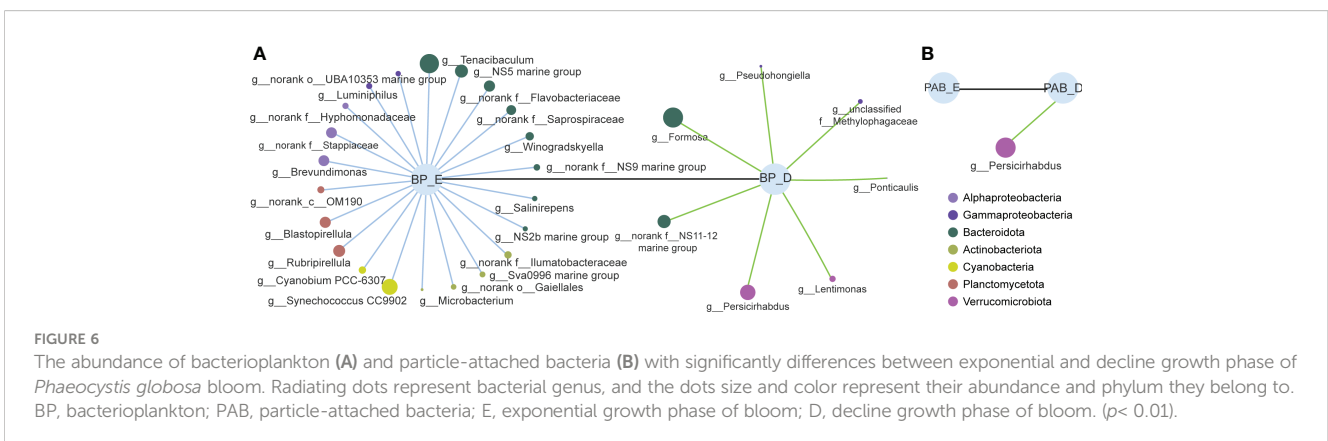 A
B
g__Tenacibaculum
g__norank o__UBA10353 marine group
g__NS5 marine group
g__Luminiphilus
g__norank f__Flavobacteriaceae
g__norank f__Hyphomonadaceae
g__norank f__Saprospiraceae
g__norank f__Stappiaceae
g__Winogradskyella
g__Brevundimonas
g__norank f__NS9 marine group
BP_E
g__norank_c__OM190
g__Salinirepens
g__Blastopirellula
g__NS2b marine group
g__Rubripirellula
g__norank f__Ilumatobacteraceae
g__Cyanobium PCC-6307
g__Sva0996 marine group
g__norank o__Gaiellales
g__Synechococcus CC9902
g__Microbacterium
g__Pseudohongiella
g__unclassified
f__Methylophagaceae
g__Formosa
BP_D
g__Ponticaulis
g__norank f__NS11-12
marine group
g__Lentimonas
g__Persicirhabdus
PAB_E
PAB_D
g__Persicirhabdus
Alphaproteobacteria
Gammaproteobacteria
Bacteroidota
Actinobacteriota
Cyanobacteria
Planctomycetota
Verrucomicrobiota
FIGURE 6
The abundance of bacterioplankton (A) and particle-attached bacteria (B) with significantly differences between exponential and decline growth phase of
Phaeocystis globosa bloom. Radiating dots represent bacterial genus, and the dots size and color represent their abundance and phylum they belong to.
BP, bacterioplankton; PAB, particle-attached bacteria; E, exponential growth phase of bloom; D, decline growth phase of bloom. (p< 0.01).